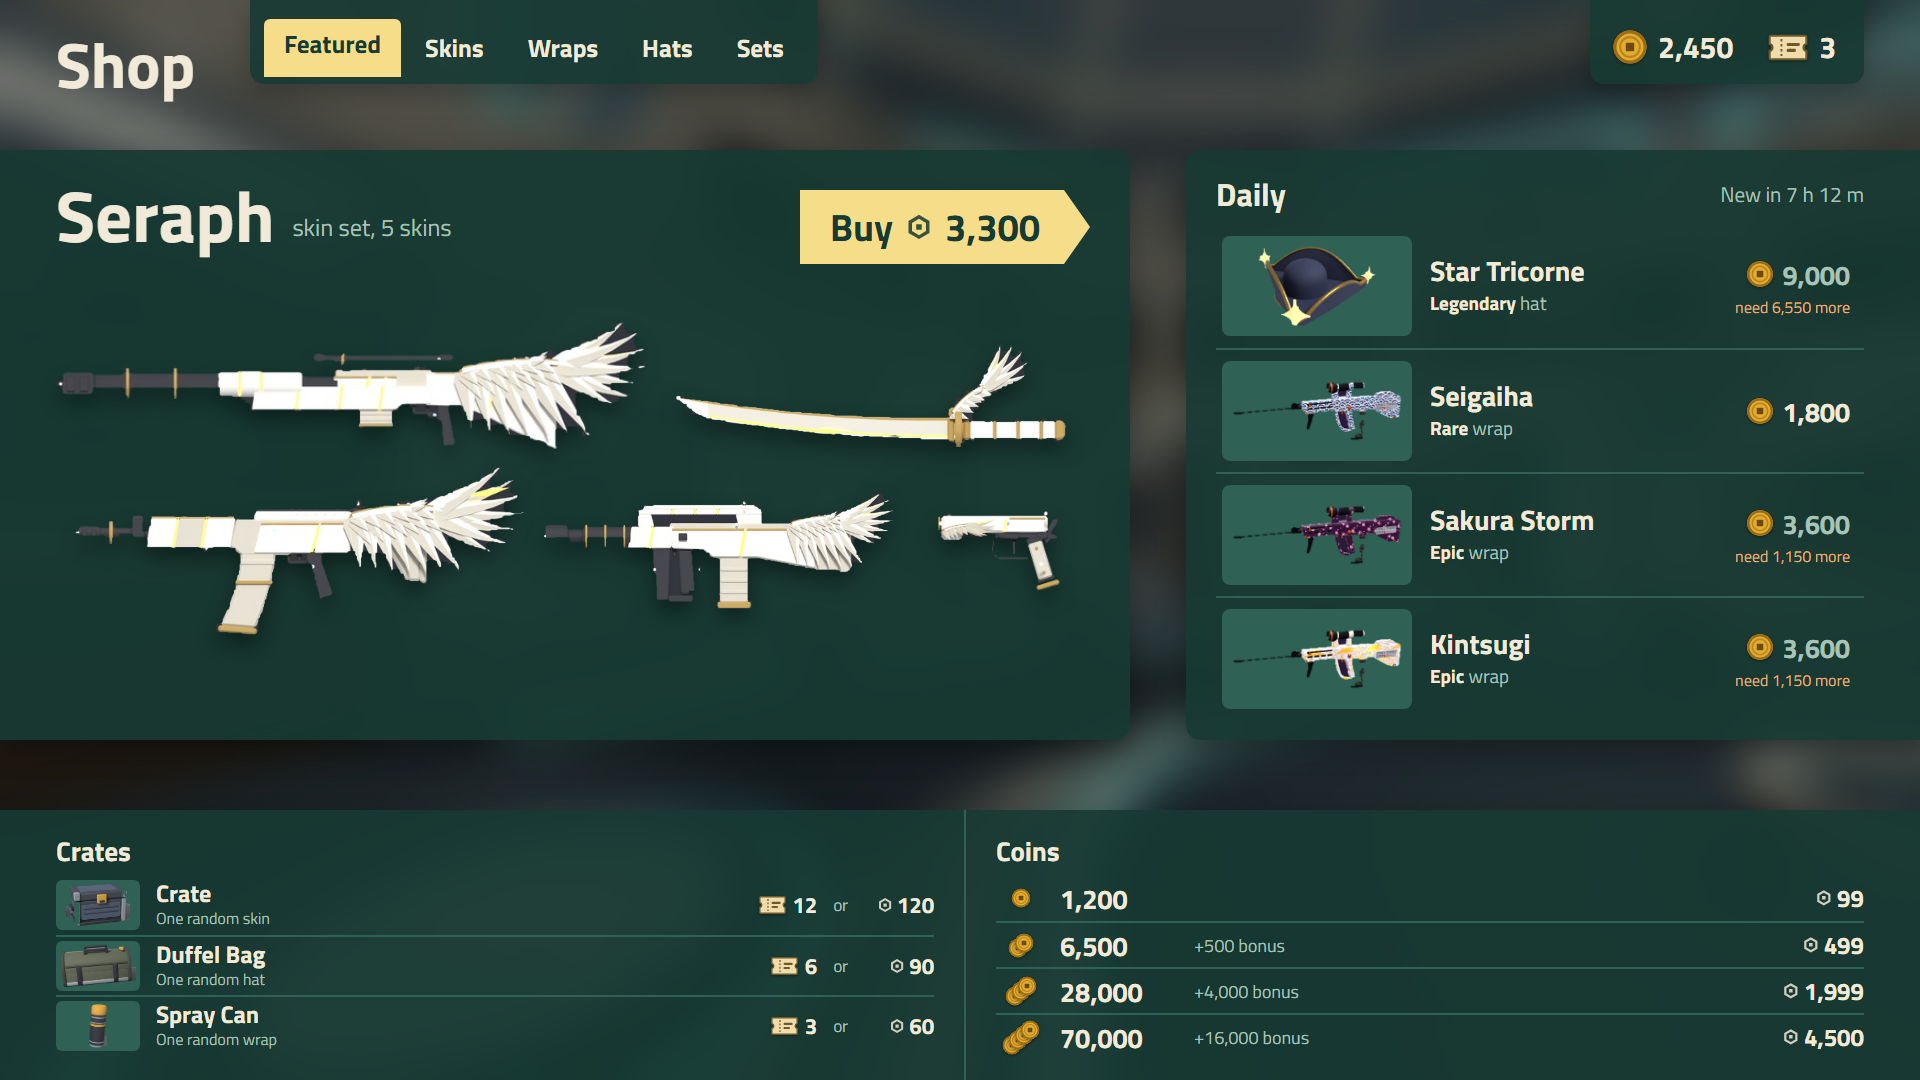 Shop
Featured
Skins
Wraps
Hats
Sets
2,450
3
Seraph
skin set, 5 skins
Buy 3,300
Daily
New in 7 h 12 m
Star Tricorne
Legendary hat
9,000
need 6,550 more
Seigaiha
Rare wrap
1,800
Sakura Storm
Epic wrap
3,600
need 1,150 more
Kintsugi
Epic wrap
3,600
need 1,150 more
Crates
Crate
One random skin
12 or 120
Duffel Bag
One random hat
6 or 90
Spray Can
One random wrap
3 or 60
Coins
1,200
99
6,500
+500 bonus
499
28,000
+4,000 bonus
1,999
70,000
+16,000 bonus
4,500